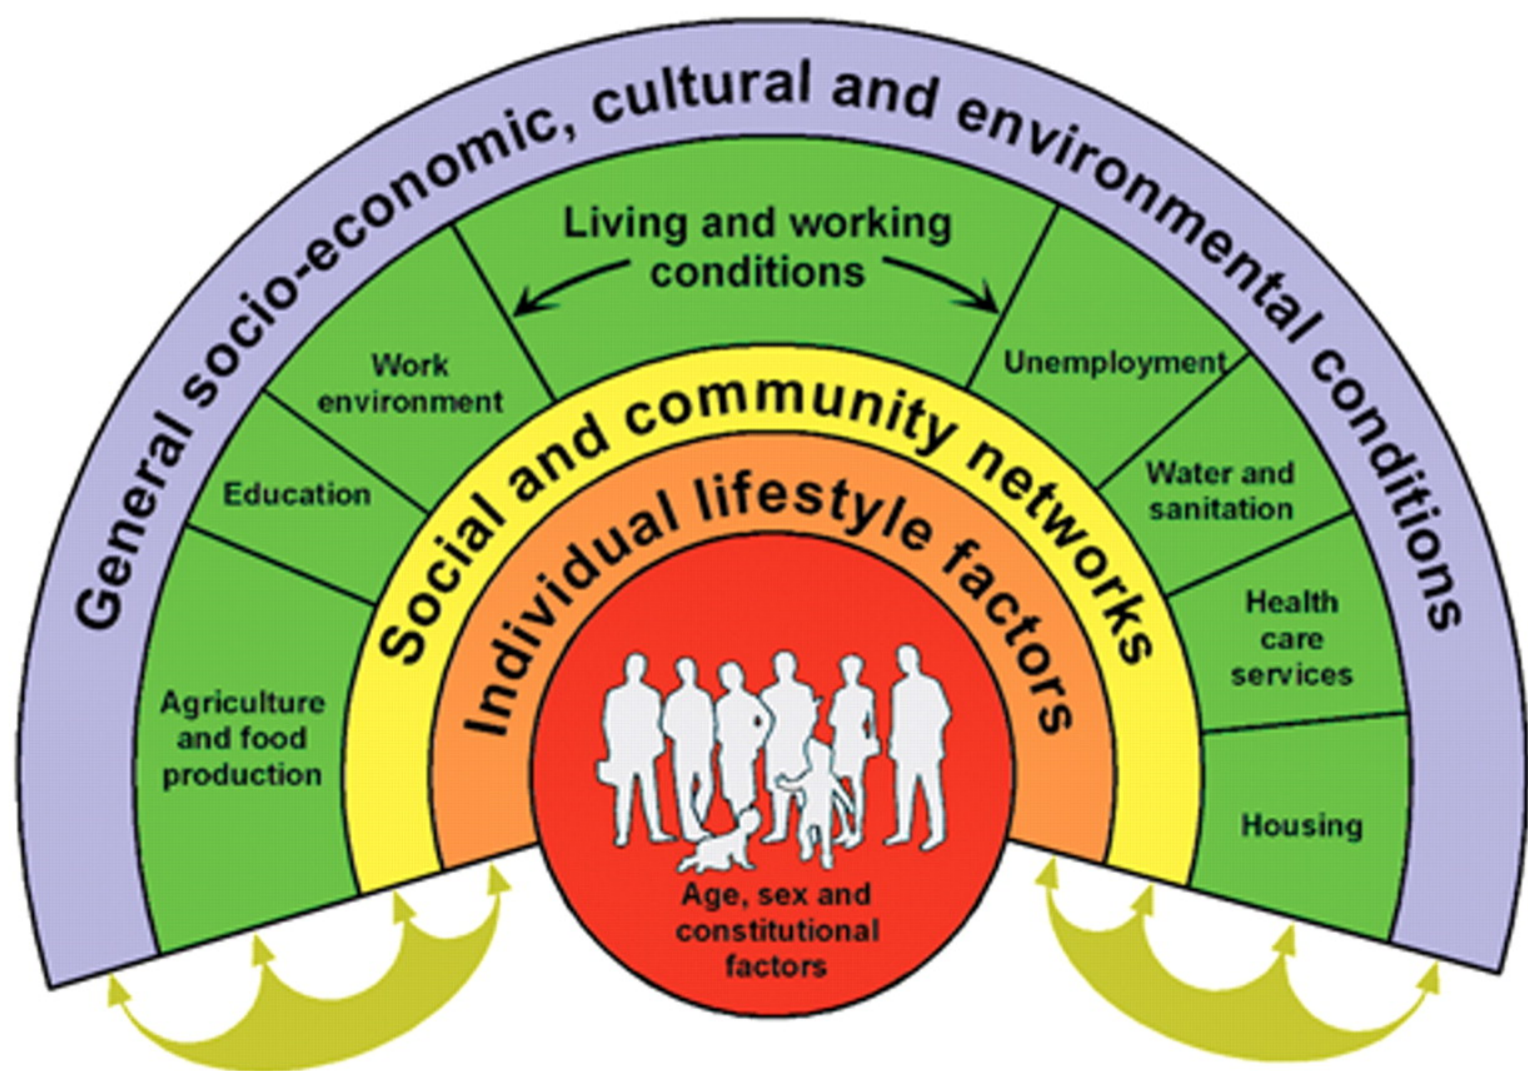 General socio-economic, cultural and environmental conditions
Living and working
conditions
Work
environment
Unemployment
Education
Water and
sanitation
Agriculture
and food
production
Health
care
services
Housing
Social and community networks
Individual lifestyle factors
Age, sex and
constitutional
factors